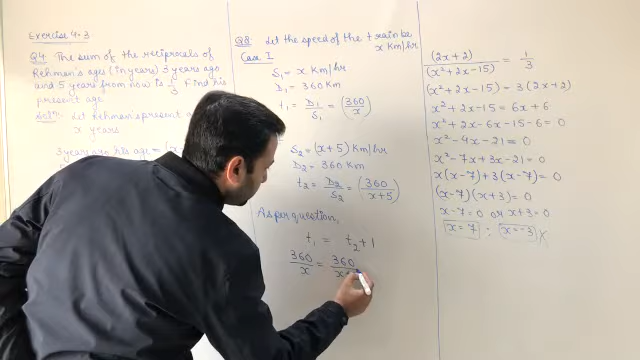 Exercise 4.3
Q4. The sum of the reciprocals of
Rehmen's ages (in years) 3 years ago
and 5 years from now is 1/3. Find his
present age.
Solⁿ: Let Rehmen's present
x years
3 years his age =
Q8: Let the speed of the train be
x km/hr
Case I
S₁ = x Km/hr
D₁ = 360 KM
t₁ = D₁/S₁ = (360/x)
S₂ = (x+5) Km/hr
D₂ = 360 Km
t₂ = D₂/S₂ = (360/x+5)
As per question,
t₁ = t₂ + 1
360/x = 360/x+
(2x+2)/(x²+2x-15) = 1/3
(x²+2x-15) = 3(2x+2)
x²+2x-15 = 6x+6
x²+2x-6x-15-6=0
x²-4x-21=0
x²-7x+3x-21=0
x(x-7)+3(x-7)=0
(x-7)(x+3)=0
x-7=0 or x+3=0
x=7 : x=-3 X